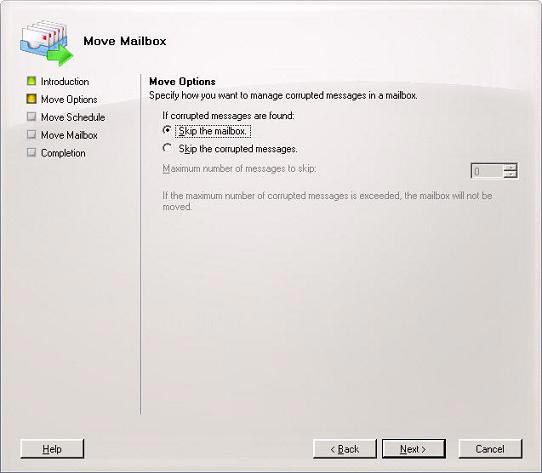 Move Mailbox
Introduction
Move Options
Move Schedule
Move Mailbox
Completion
Move Options
Specify how you want to manage corrupted messages in a mailbox.
If corrupted messages are found:
Skip the mailbox.
Skip the corrupted messages.
Maximum number of messages to skip:
0
If the maximum number of corrupted messages is exceeded, the mailbox will not be
moved.
Help
< Back
Next >
Cancel